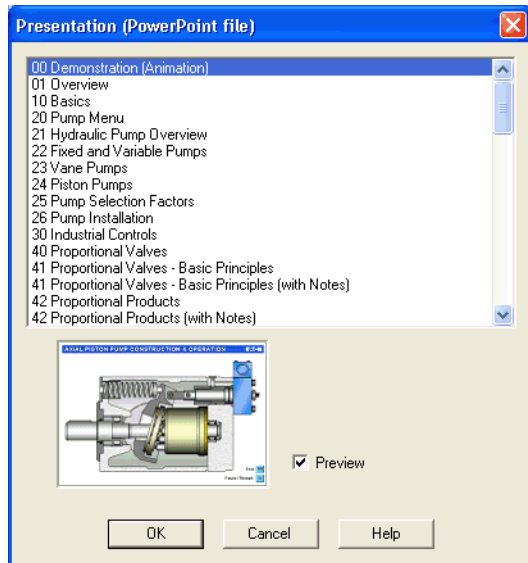 Presentation (PowerPoint file)
00 Demonstration (Animation)
01 Overview
10 Basics
20 Pump Menu
21 Hydraulic Pump Overview
22 Fixed and Variable Pumps
23 Vane Pumps
24 Piston Pumps
25 Pump Selection Factors
26 Pump Installation
30 Industrial Controls
40 Proportional Valves
41 Proportional Valves - Basic Principles
41 Proportional Valves - Basic Principles (with Notes)
42 Proportional Products
42 Proportional Products (with Notes)
AXIAL PISTON PUMP CONSTRUCTION & OPERATION
Preview
OK
Cancel
Help